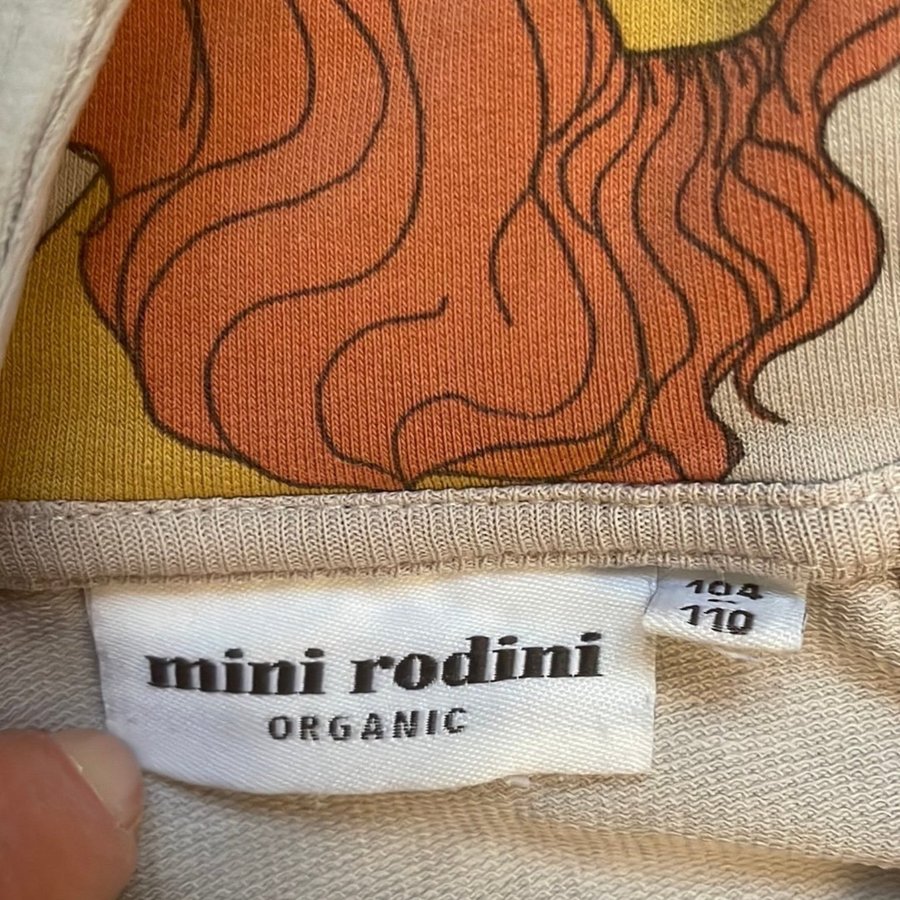 mini rodini
ORGANIC
104
110